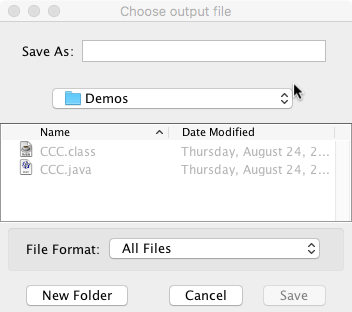 Choose output file
Save As:
Demos
Name Date Modified
CCC.class Thursday, August 24, 2...
CCC.java Thursday, August 24, 2...
File Format: All Files
New Folder Cancel Save